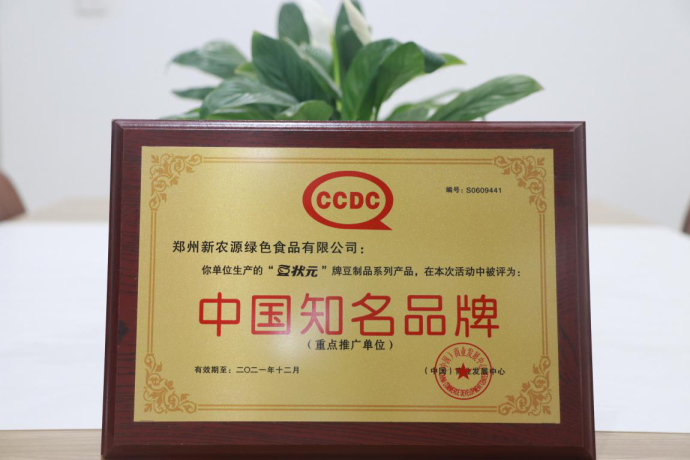 CCDC
编号：S0609441
郑州新农源绿色食品有限公司：
你单位生产的“豆状元”牌豆制品系列产品，在本次活动中被评为：
中国知名品牌
（重点推广单位）
有效期至：二〇二一年十二月
（中国）商业发展中心